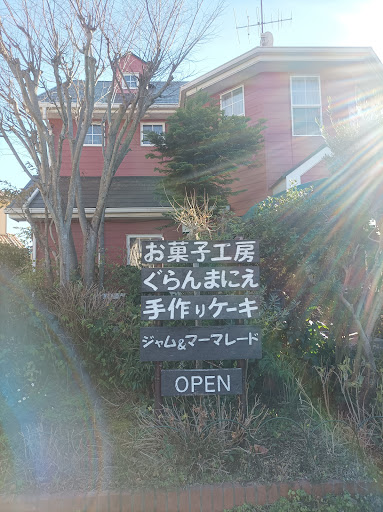 お菓子工房
ぐらんまにえ
手作りケーキ
ジャム&マーマレード
OPEN